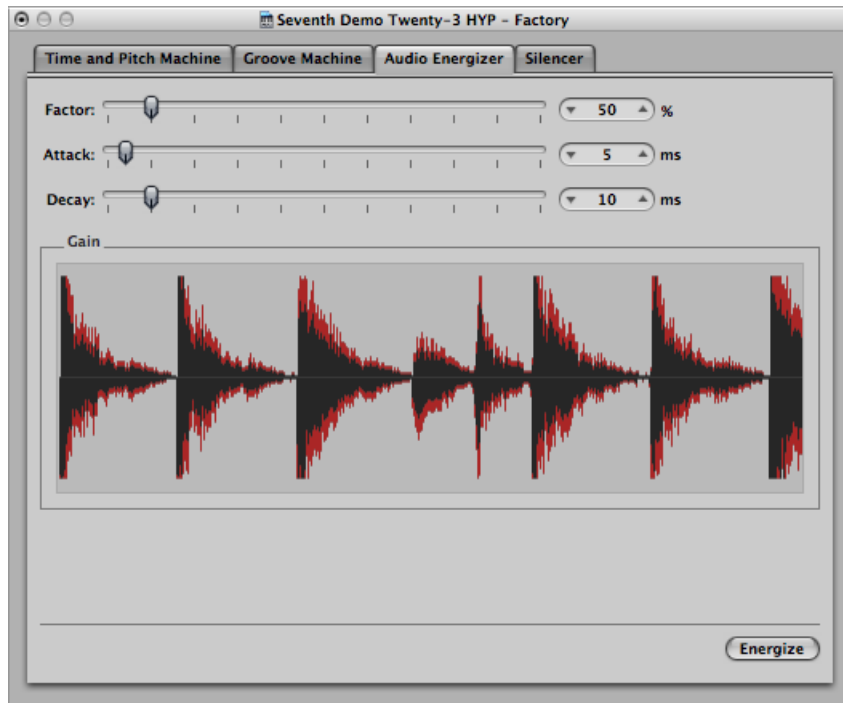 Seventh Demo Twenty-3 HYP - Factory
Time and Pitch Machine Groove Machine Audio Energizer Silencer
Factor: 50 %
Attack: 5 ms
Decay: 10 ms
Gain
Energize